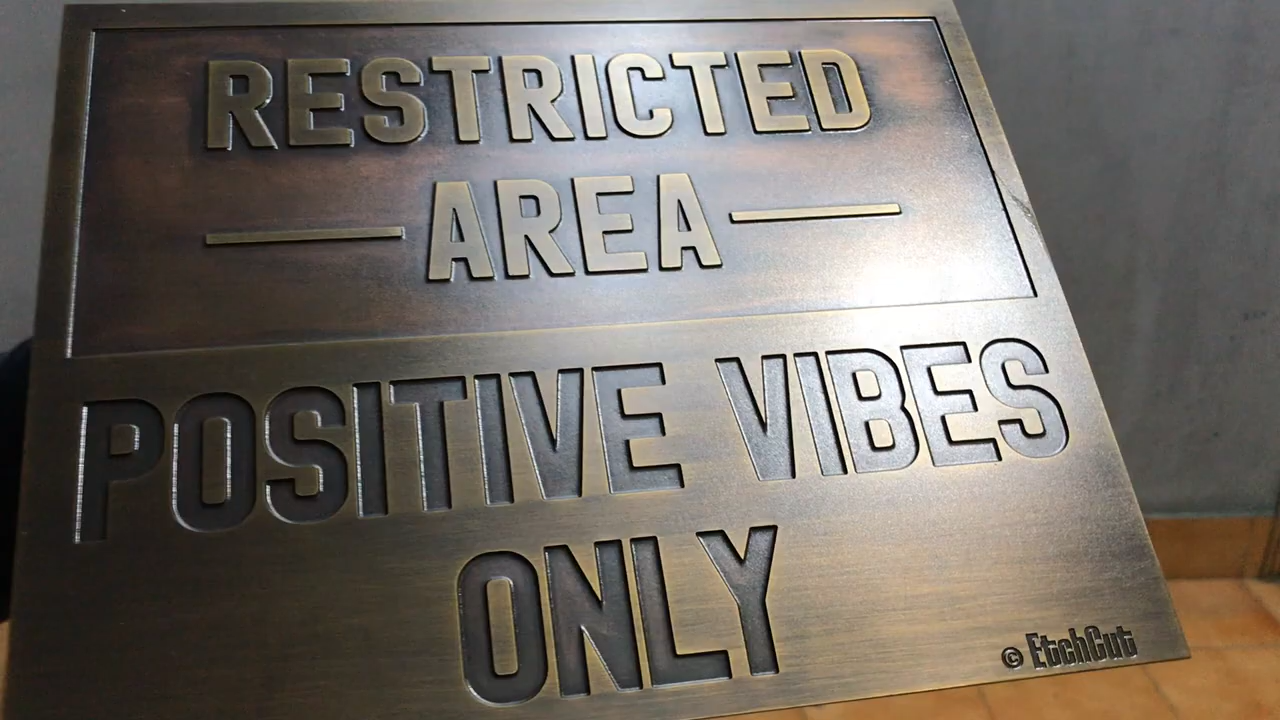 RESTRICTED
AREA
POSITIVE VIBES
ONLY
© EtchCut